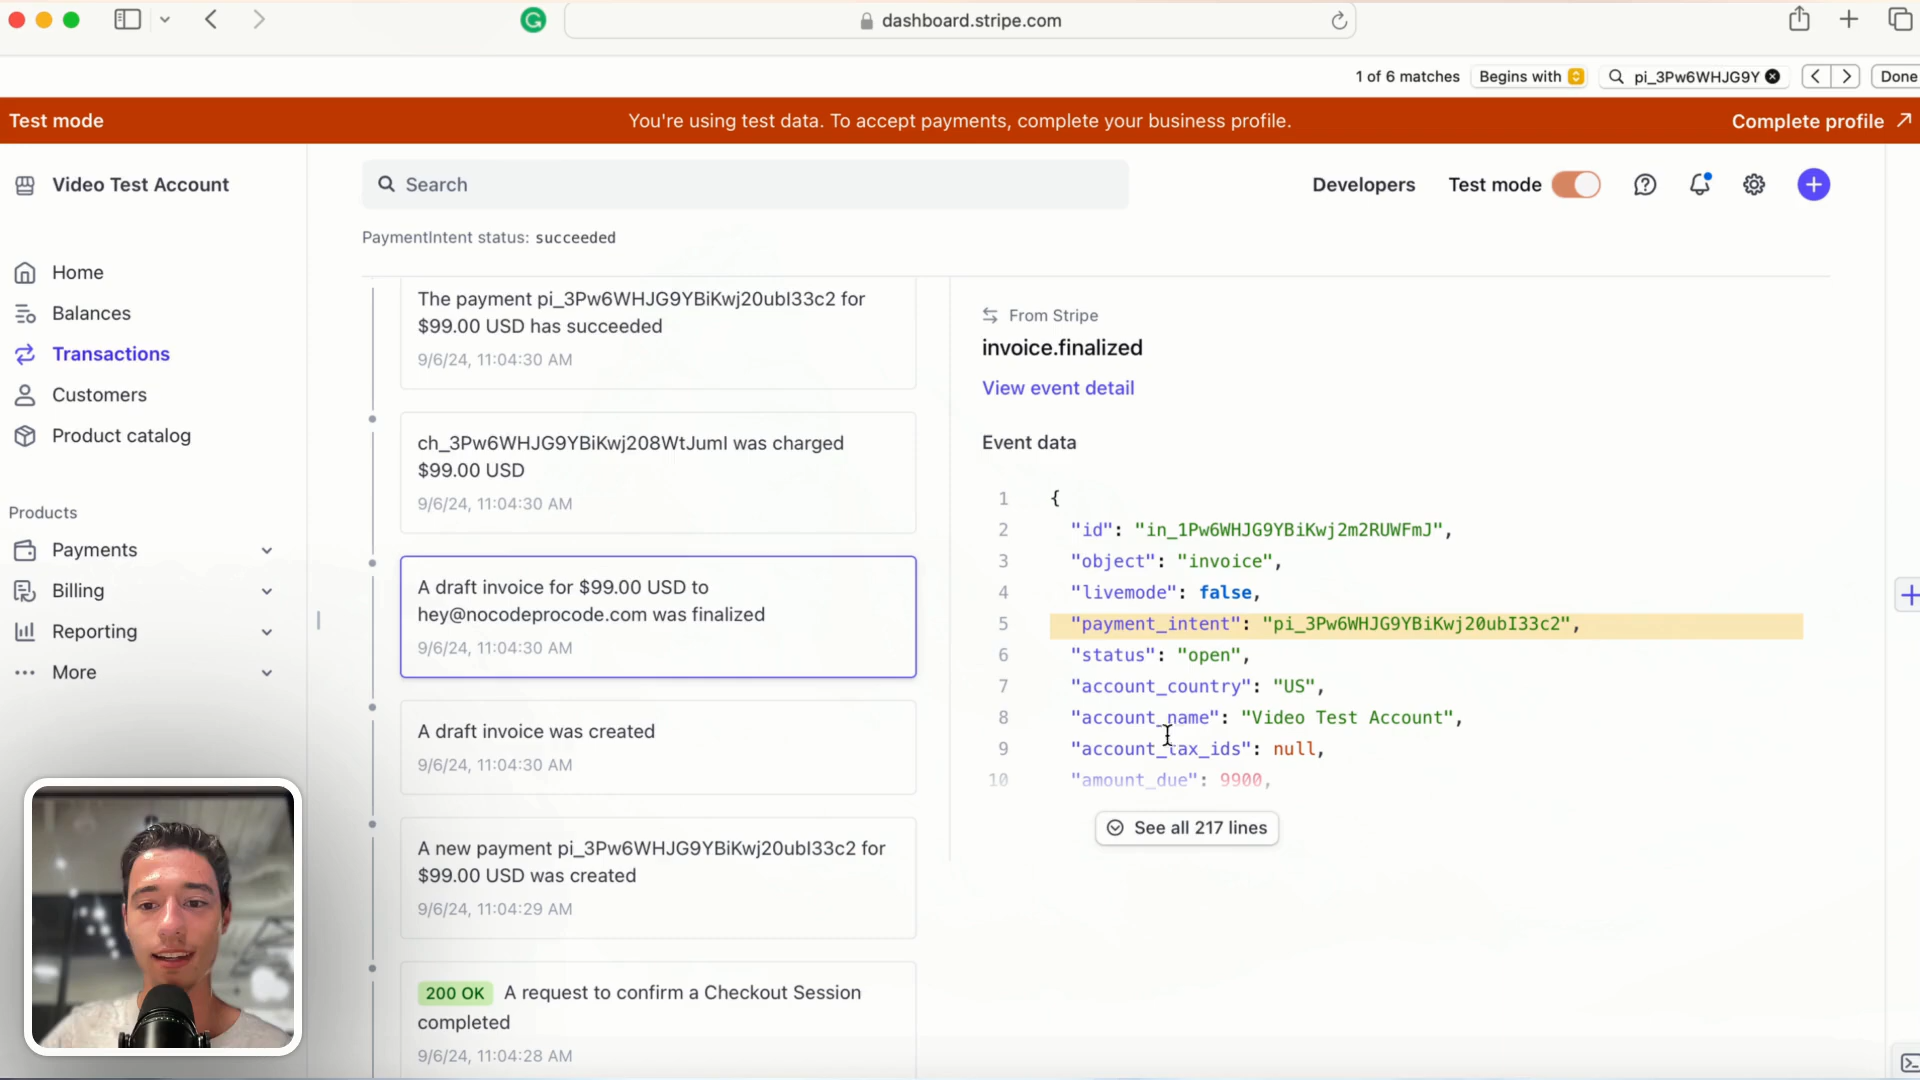 dashboard.stripe.com
1 of 6 matches Begins with pi_3Pw6WHJG9Y Done
Test mode You're using test data. To accept payments, complete your business profile. Complete profile
Video Test Account
Search
Developers Test mode
PaymentIntent status: succeeded
Home
Balances
Transactions
Customers
Product catalog
Products
Payments
Billing
Reporting
More
The payment pi_3Pw6WHJG9YBiKwj20ubI33c2 for
$99.00 USD has succeeded
9/6/24, 11:04:30 AM
ch_3Pw6WHJG9YBiKwj208WtJumI was charged
$99.00 USD
9/6/24, 11:04:30 AM
A draft invoice for $99.00 USD to
hey@nocodeprocode.com was finalized
9/6/24, 11:04:30 AM
A draft invoice was created
9/6/24, 11:04:30 AM
A new payment pi_3Pw6WHJG9YBiKwj20ubI33c2 for
$99.00 USD was created
9/6/24, 11:04:29 AM
200 OK A request to confirm a Checkout Session
completed
9/6/24, 11:04:28 AM
From Stripe
invoice.finalized
View event detail
Event data
1 {
2 "id": "in_1Pw6WHJG9YBiKwj2m2RUWFmJ",
3 "object": "invoice",
4 "livemode": false,
5 "payment_intent": "pi_3Pw6WHJG9YBiKwj20ubI33c2",
6 "status": "open",
7 "account_country": "US",
8 "account_name": "Video Test Account",
9 "account_tax_ids": null,
10 "amount_due": 9900,
See all 217 lines